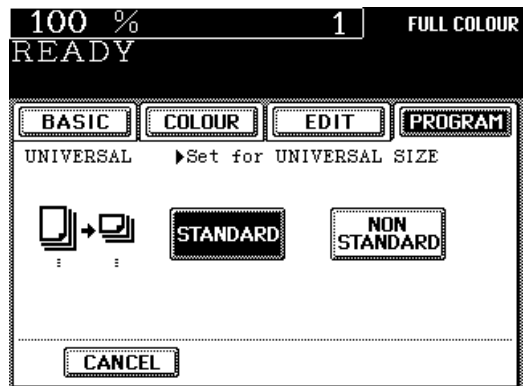 100 % 1 FULL COLOUR
READY
BASIC COLOUR EDIT PROGRAM
UNIVERSAL ▶Set for UNIVERSAL SIZE
STANDARD NON STANDARD
CANCEL